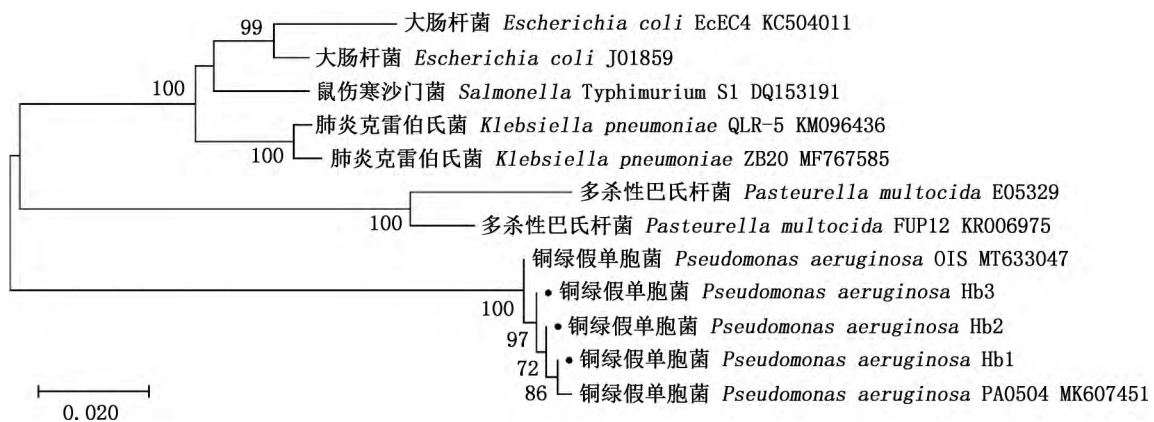 大肠杆菌 Escherichia coli EcEC4 KC504011
99
大肠杆菌 Escherichia coli J01859
100
鼠伤寒沙门菌 Salmonella Typhimurium S1 DQ153191
肺炎克雷伯氏菌 Klebsiella pneumoniae QLR-5 KM096436
100
肺炎克雷伯氏菌 Klebsiella pneumoniae ZB20 MF767585
多杀性巴氏杆菌 Pasteurella multocida E05329
100
多杀性巴氏杆菌 Pasteurella multocida FUP12 KR006975
铜绿假单胞菌 Pseudomonas aeruginosa OIS MT633047
100
铜绿假单胞菌 Pseudomonas aeruginosa Hb3
97
铜绿假单胞菌 Pseudomonas aeruginosa Hb2
72
铜绿假单胞菌 Pseudomonas aeruginosa Hb1
86
铜绿假单胞菌 Pseudomonas aeruginosa PA0504 MK607451
0.020